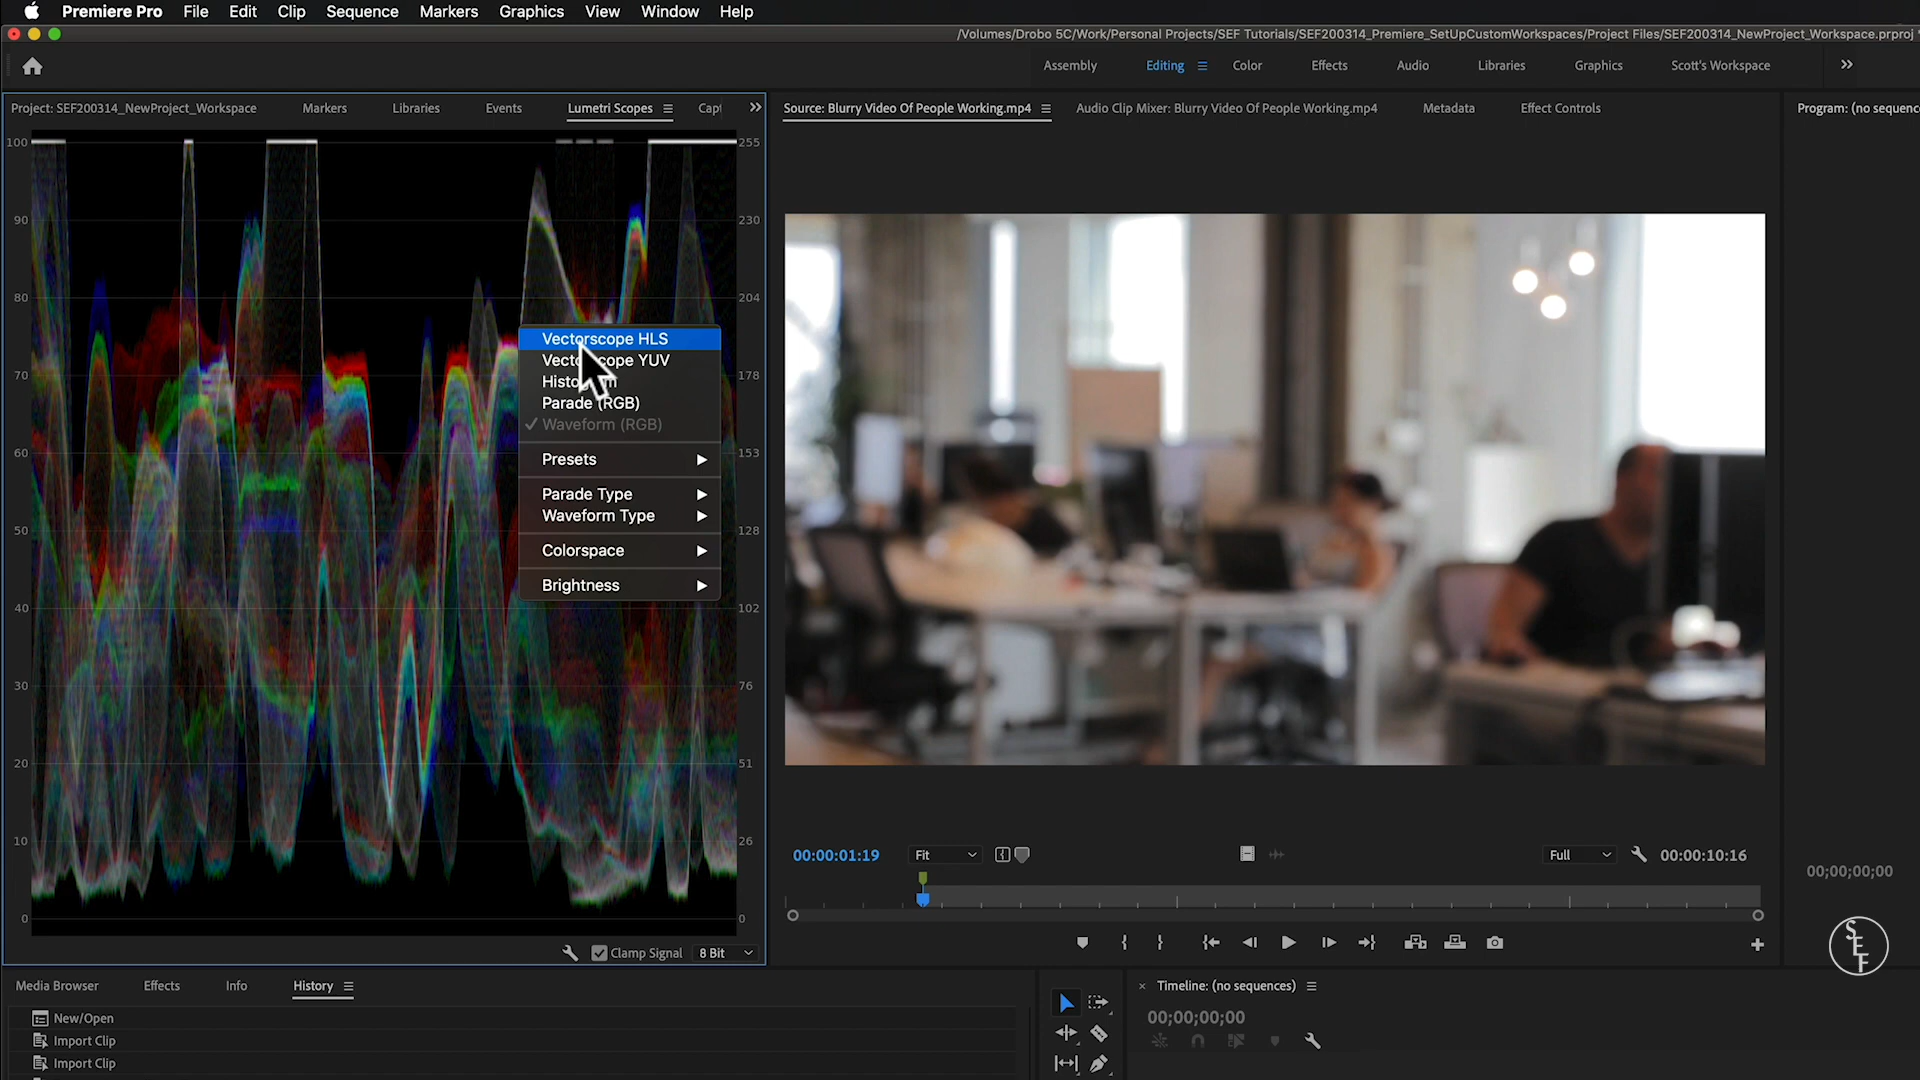 Premiere Pro File Edit Clip Sequence Markers Graphics View Window Help
/Volumes/Drobo 5C/Work/Personal Projects/SEF Tutorials/SEF200314_Premiere_SetUpCustomWorkspaces/Project Files/SEF200314_NewProject_Workspace.prproj *
Assembly Editing Color Effects Audio Libraries Graphics Scott's Workspace
Project: SEF200314_NewProject_Workspace Markers Libraries Events Lumetri Scopes Capt
Source: Blurry Video Of People Working.mp4 Audio Clip Mixer: Blurry Video Of People Working.mp4 Metadata Effect Controls Program: (no sequenc
100 255
90 230
80 204
70 178
60 153
50 128
40 102
30 76
20 51
10 26
0 0
Vectorscope HLS
Vectorscope YUV
Histogram
Parade (RGB)
✓ Waveform (RGB)
Presets
Parade Type
Waveform Type
Colorspace
Brightness
00:00:01:19 Fit Full 00:00:10:16
00;00;00;00
Clamp Signal 8 Bit
SEF
Media Browser Effects Info History
New/Open
Import Clip
Import Clip
× Timeline: (no sequences)
00;00;00;00